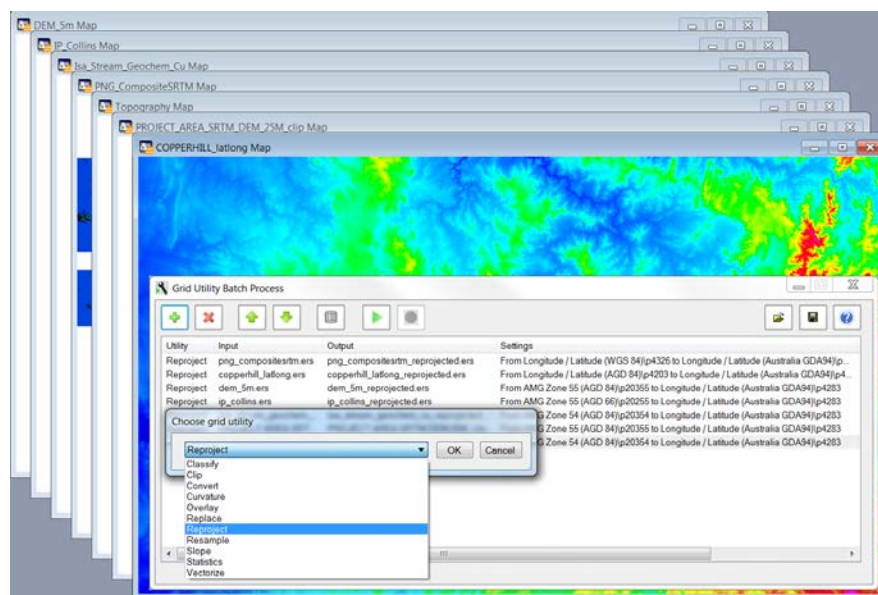 DEM_5m Map
IP_Collins Map
Isa_Stream_Geochem_Cu Map
PNG_CompositeSRTM Map
Topography Map
PROJECT_AREA_SRTM_DEM_25M_clip Map
COPPERHILL_latlong Map
Grid Utility Batch Process
Utility Input Output Settings
Reproject png_compositesrtm.ers png_compositesrtm_reprojected.ers From Longitude / Latitude (WGS 84)\p4326 to Longitude / Latitude (Australia GDA94)\p...
Reproject copperhill_latlong.ers copperhill_latlong_reprojected.ers From Longitude / Latitude (AGD 84)\p4203 to Longitude / Latitude (Australia GDA94)\p4...
Reproject dem_5m.ers dem_5m_reprojected.ers From AMG Zone 55 (AGD 84)\p20355 to Longitude / Latitude (Australia GDA94)\p4283
Reproject ip_collins.ers ip_collins_reprojected.ers From AMG Zone 55 (AGD 66)\p20255 to Longitude / Latitude (Australia GDA94)\p4283
G Zone 54 (AGD 84)\p20354 to Longitude / Latitude (Australia GDA94)\p4283
G Zone 55 (AGD 84)\p20355 to Longitude / Latitude (Australia GDA94)\p4283
G Zone 54 (AGD 84)\p20354 to Longitude / Latitude (Australia GDA94)\p4283
Choose grid utility
Reproject OK Cancel
Classify
Clip
Convert
Curvature
Overlay
Replace
Reproject
Resample
Slope
Statistics
Vectorize